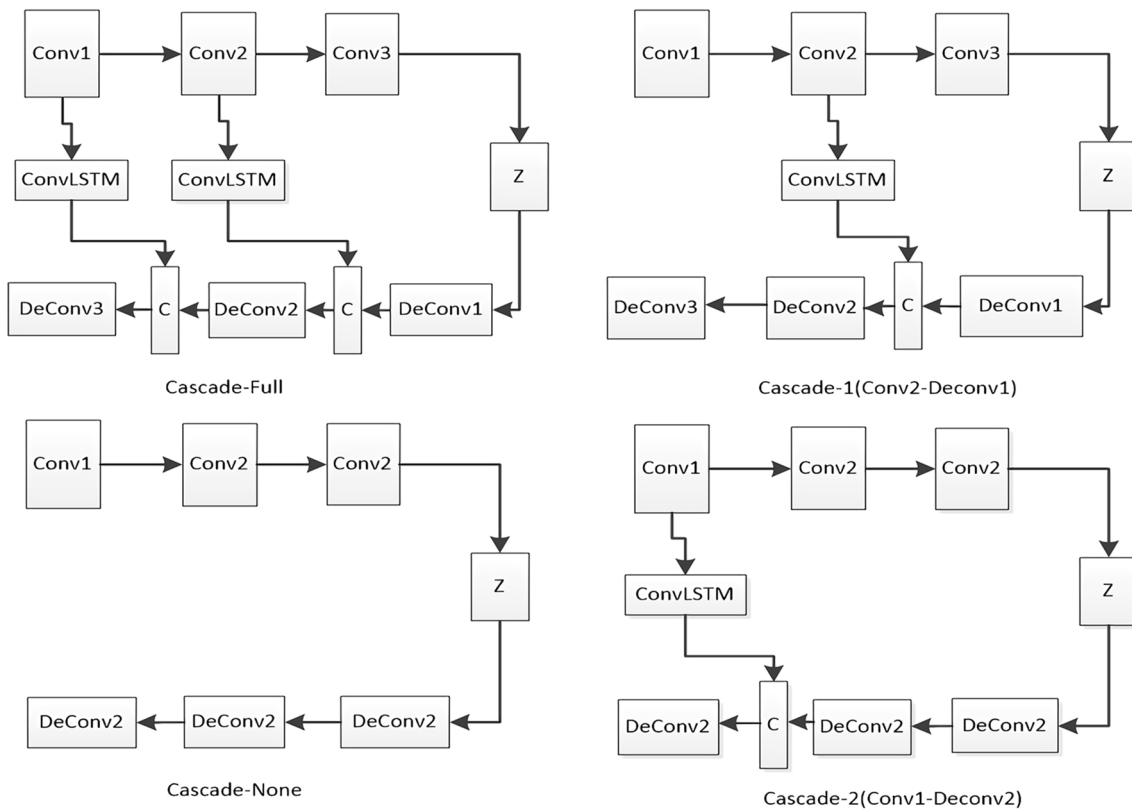 Conv1
Conv2
Conv3
ConvLSTM
ConvLSTM
Z
DeConv3
C
DeConv2
C
DeConv1
Cascade-Full
Conv1
Conv2
Conv3
ConvLSTM
Z
DeConv3
DeConv2
C
DeConv1
Cascade-1(Conv2-Deconv1)
Conv1
Conv2
Conv2
Z
DeConv2
DeConv2
DeConv2
Cascade-None
Conv1
Conv2
Conv2
ConvLSTM
Z
DeConv2
C
DeConv2
DeConv2
Cascade-2(Conv1-Deconv2)